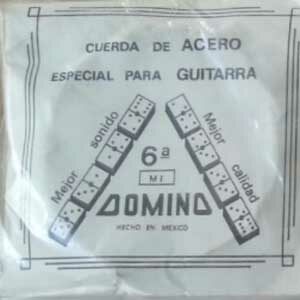 CUERDA DE ACERO
ESPECIAL PARA GUITARRA
Mejor sonido
6a
MI
Mejor calidad
DOMINO
HECHO EN MEXICO